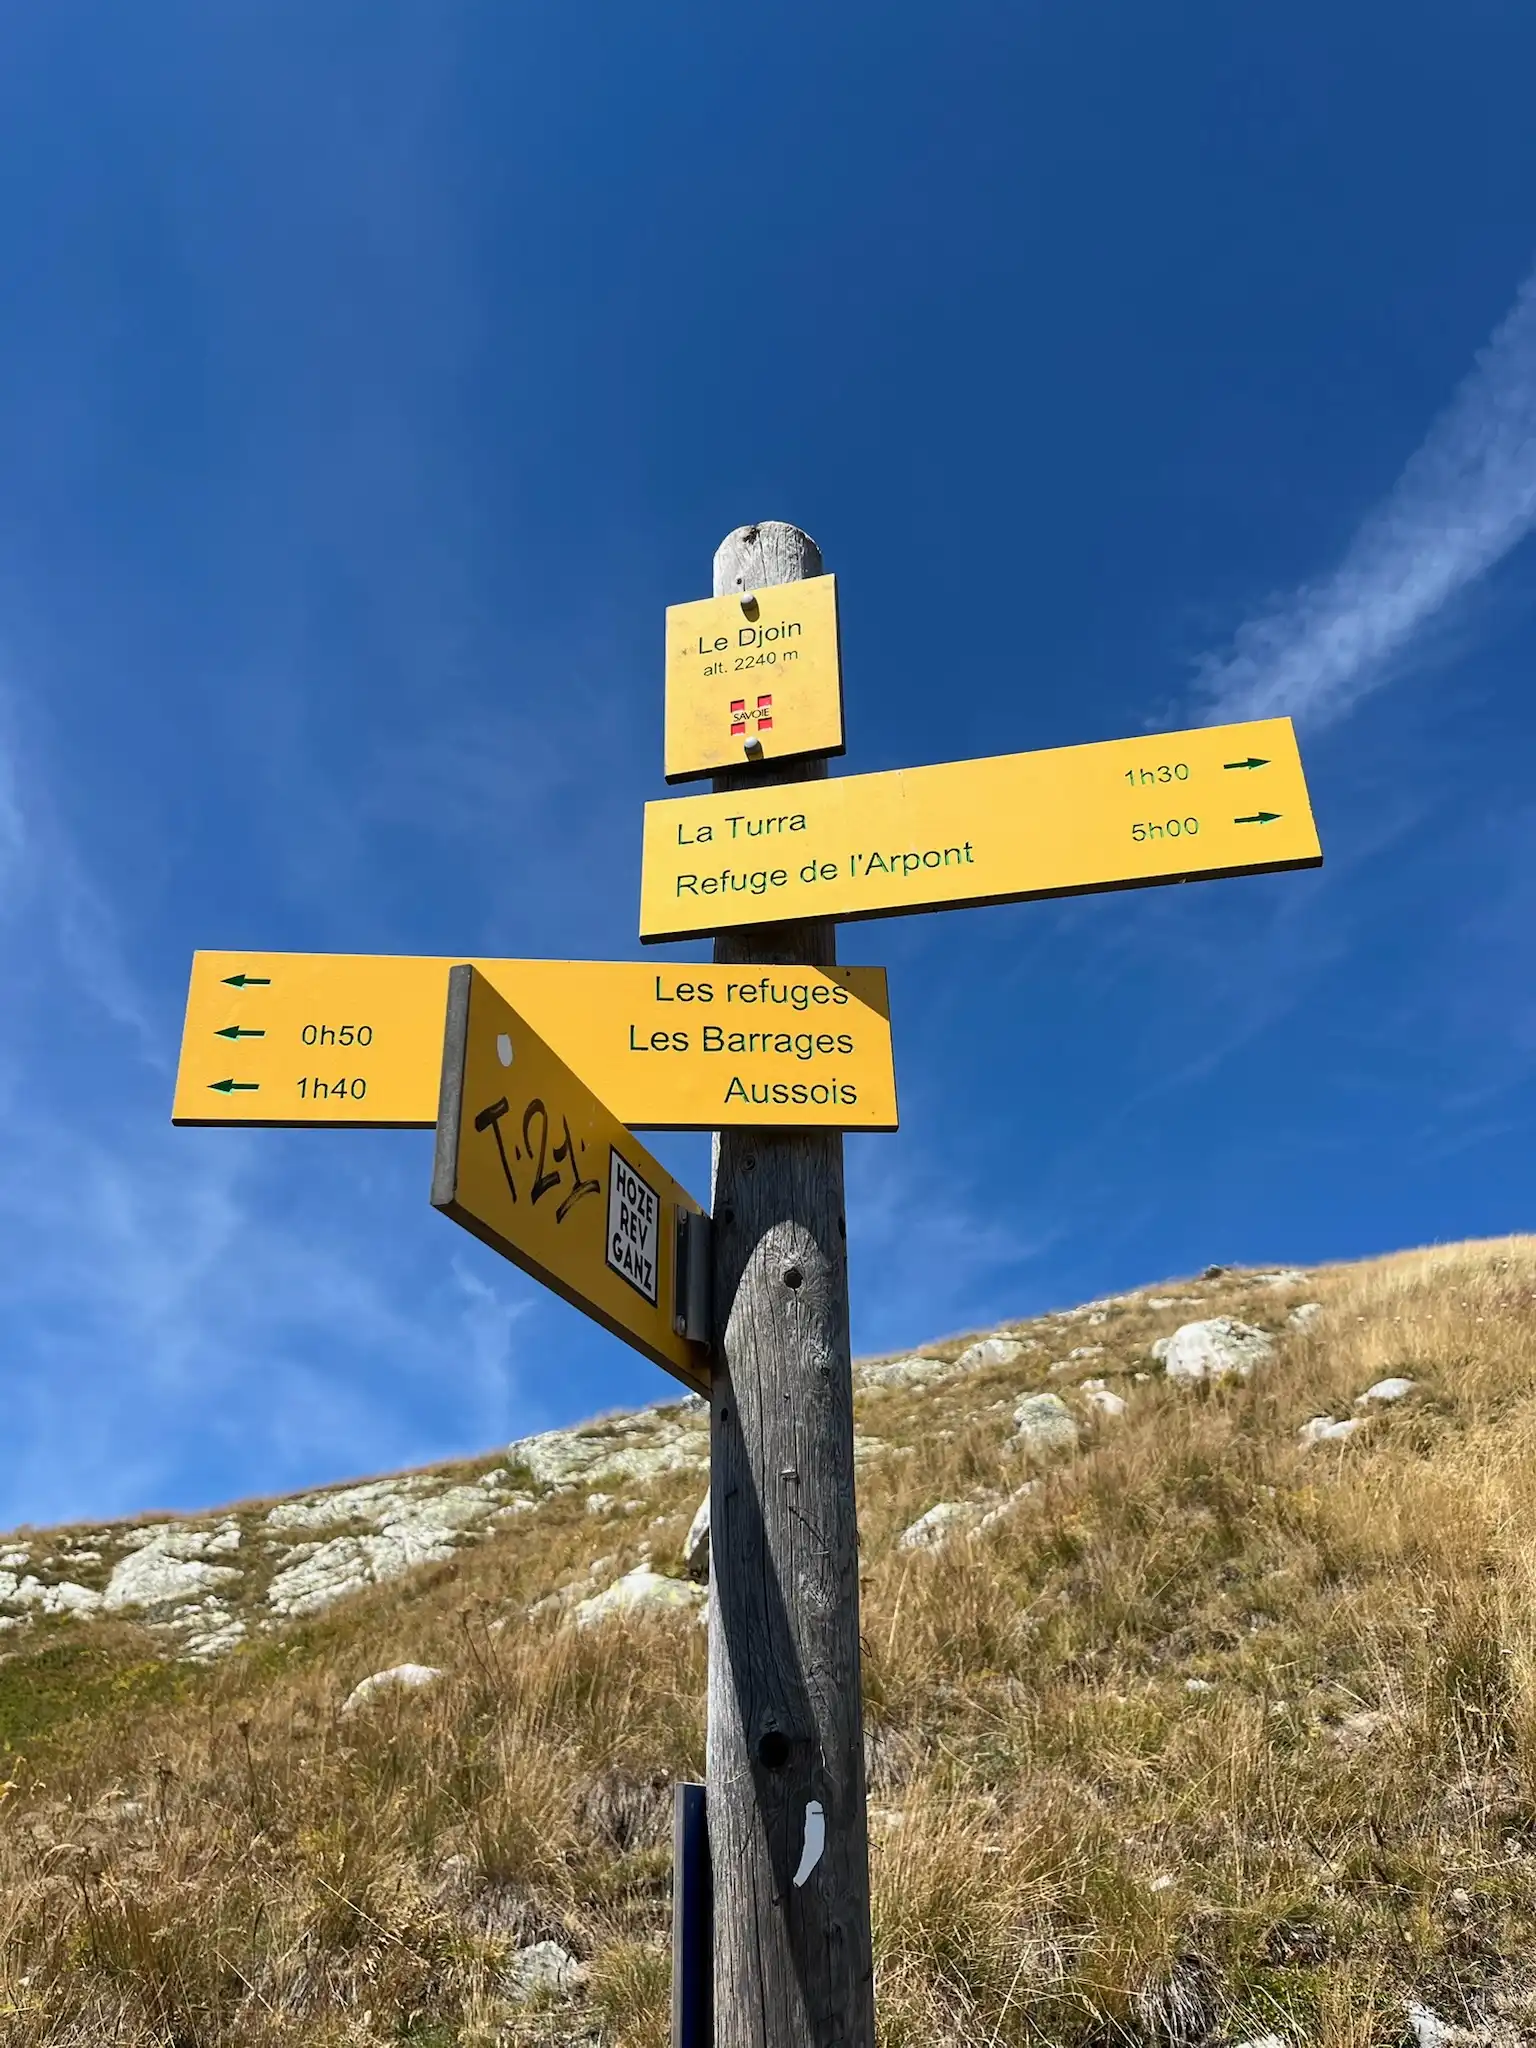 Le Djoin
alt. 2240 m
SAVOIE
La Turra 1h30
Refuge de l'Arpont 5h00
Les refuges
0h50 Les Barrages
1h40 Aussois
T.21.
HOZE
REV
GANZ